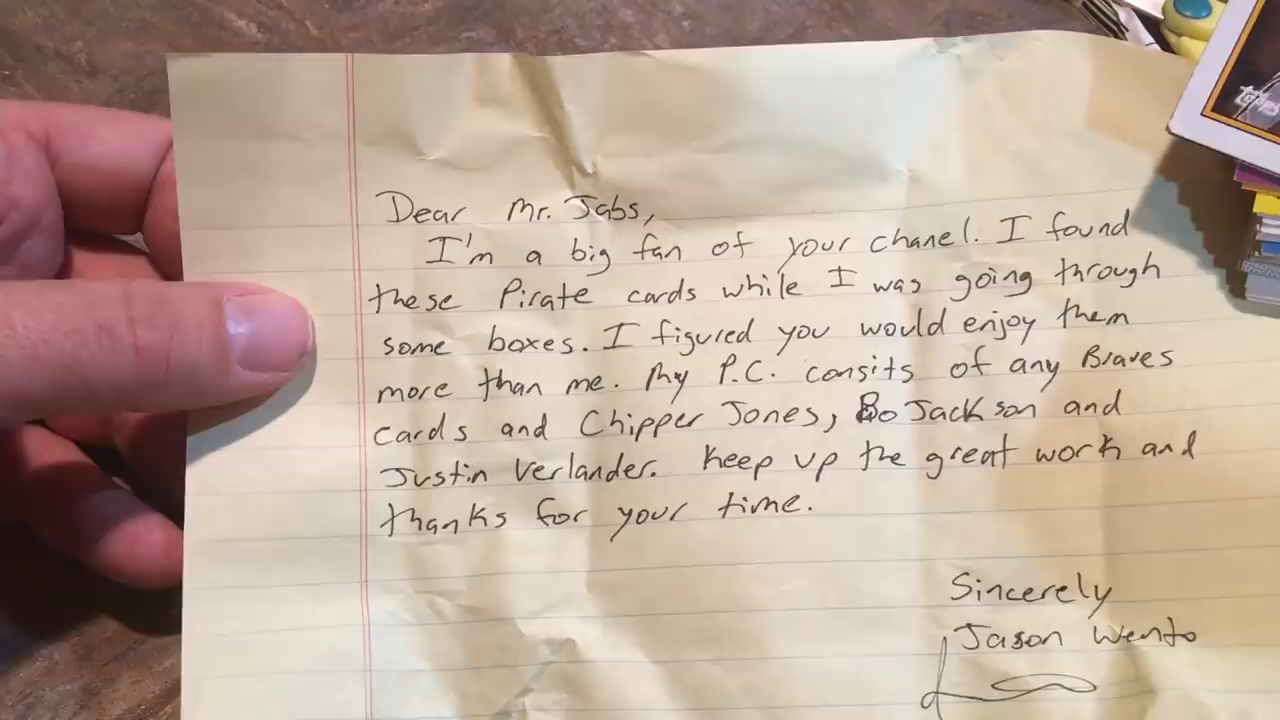 Dear Mr. Jabs,
I'm a big fan of your chanel. I found
these Pirate cards while I was going through
some boxes. I figured you would enjoy them
more than me. My P.C. consits of any Braves
cards and Chipper Jones, Bo Jackson and
Justin Verlander. Keep up the great work and
thanks for your time.
Sincerely
Jason Wento
Topps